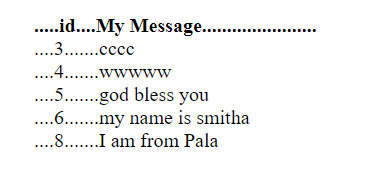 .....id....My Message.......................
....3.......cccc
....4.......wwwww
....5.......god bless you
....6.......my name is smitha
....8.......I am from Pala